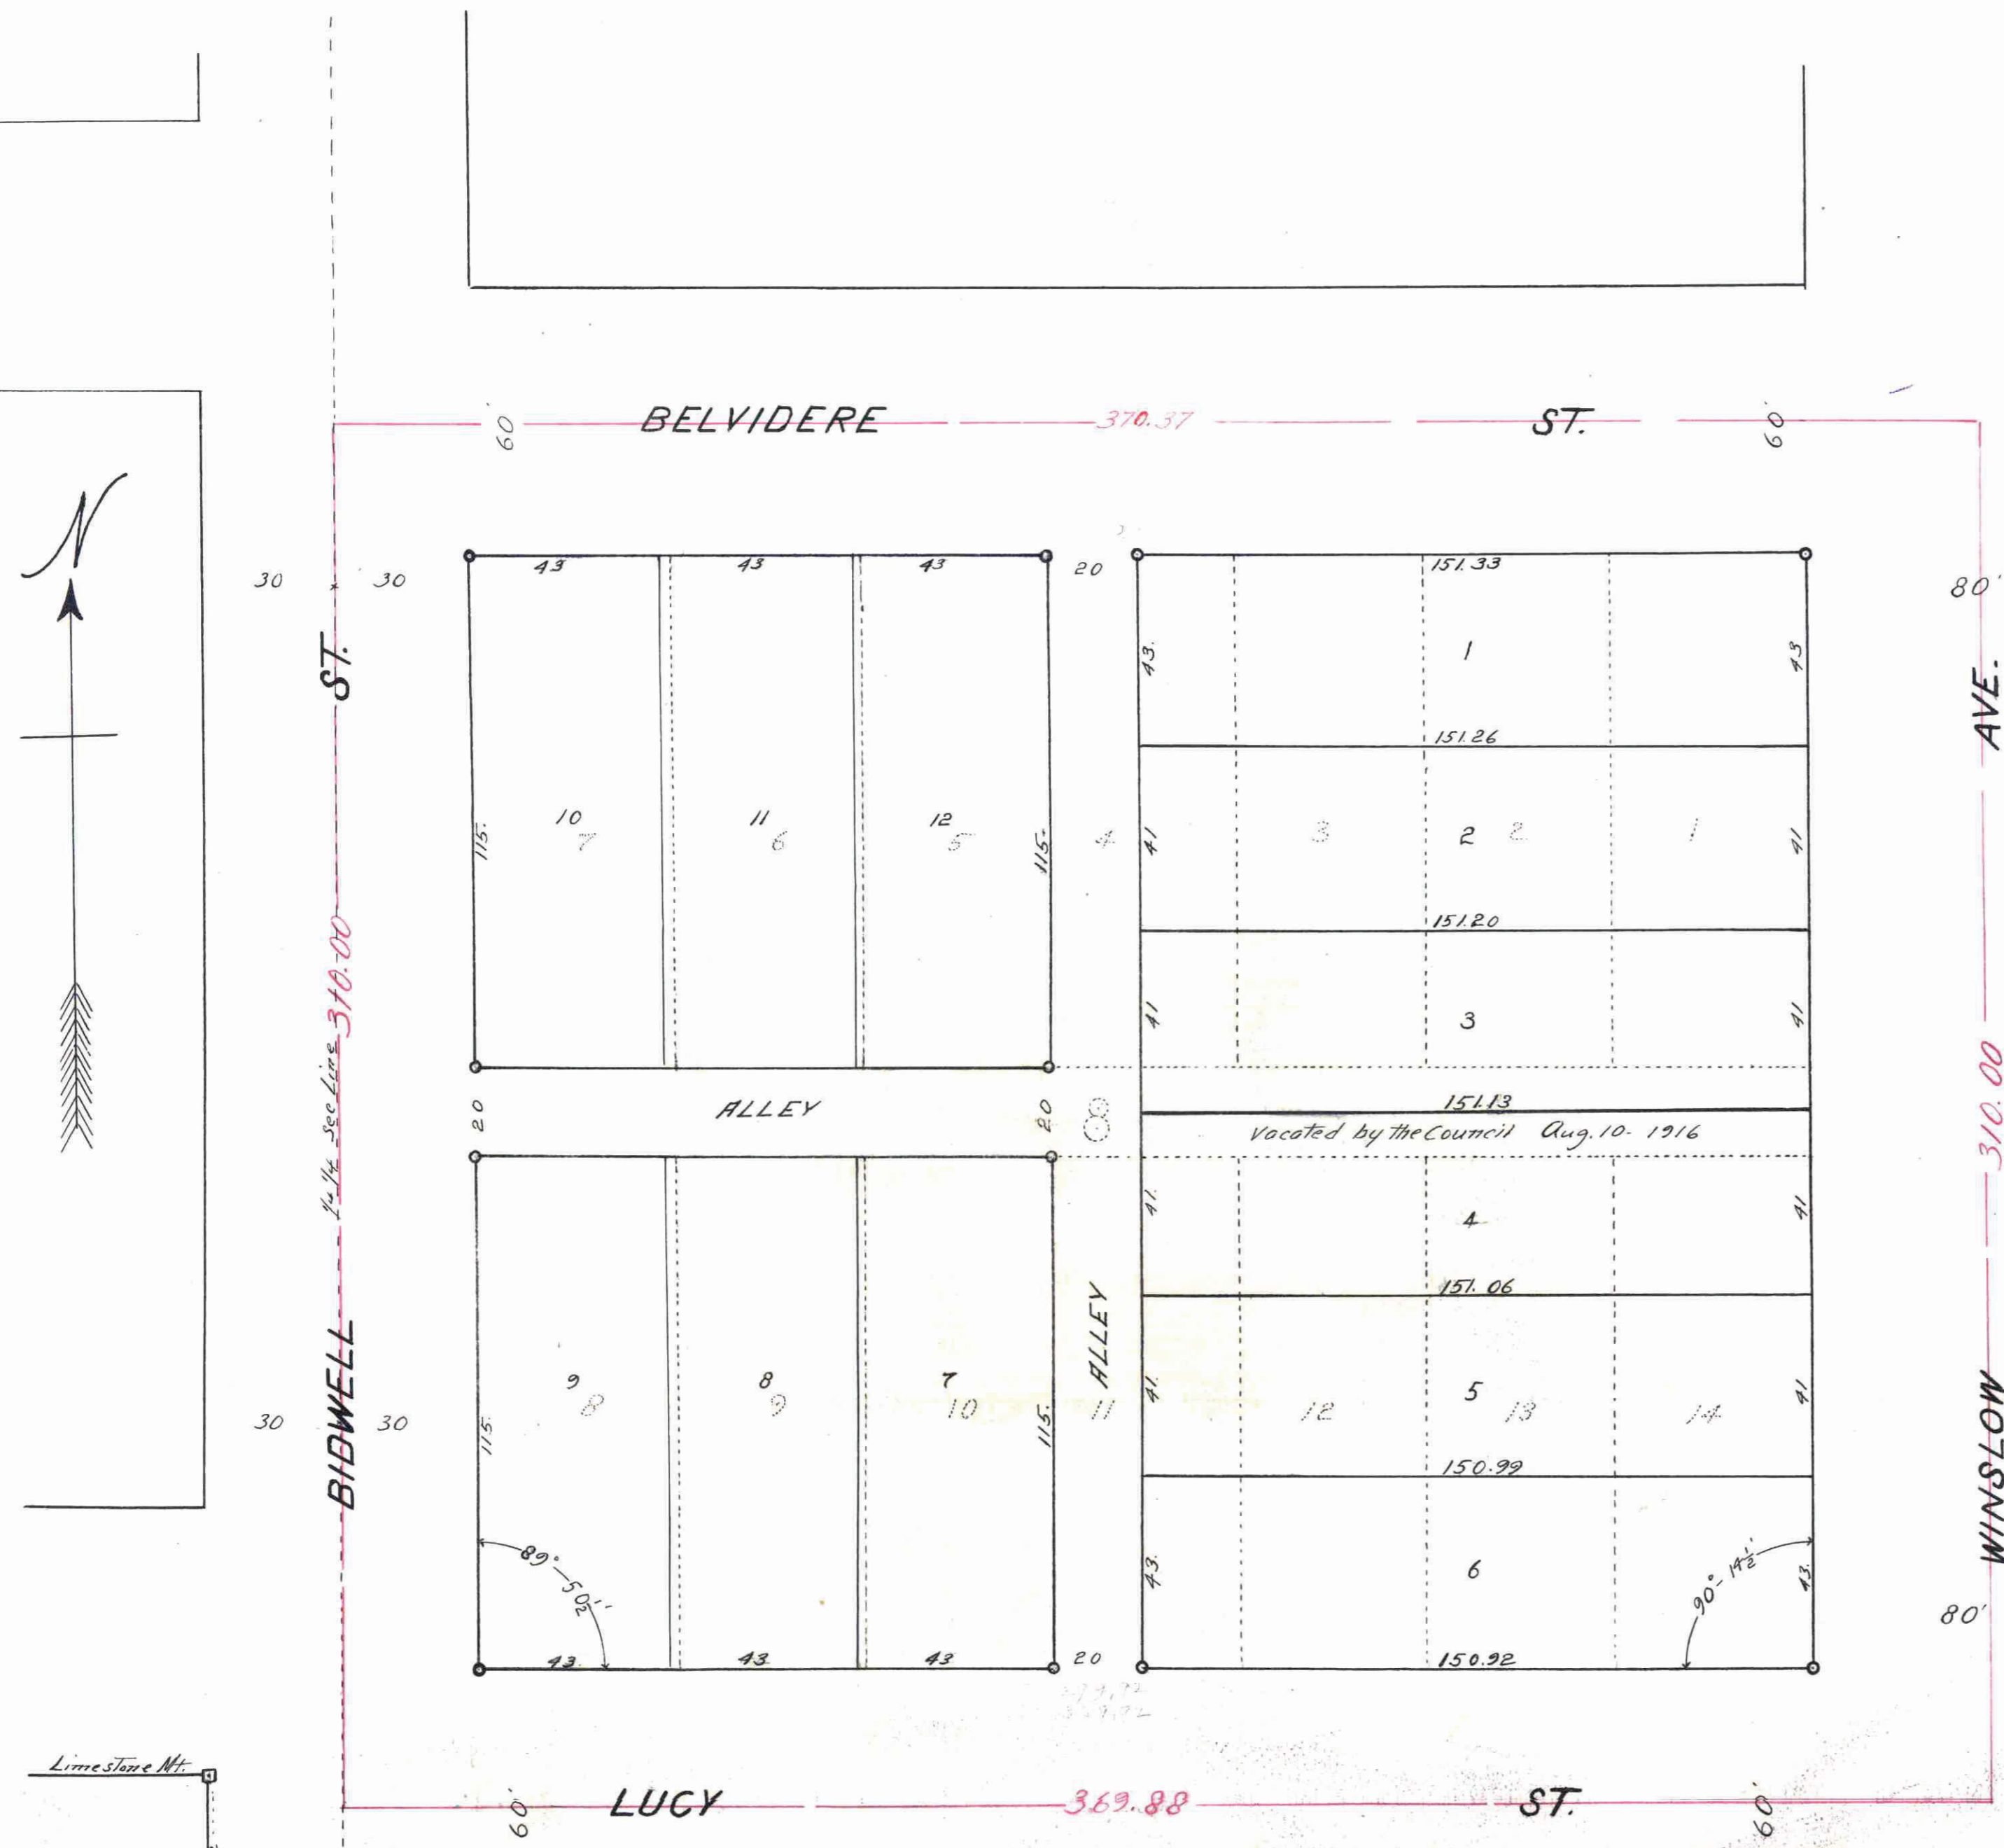 BELVIDERE 370.37 ST.
60 60'
N
30 30
43 43 43 20 151.33
80'
ST.
AVE.
43. 1 43
151.26
10 11 12
7 6 5 4 3 2 2 1
115. 115. 41 41
151.20
310.00
1/4 1/4 Sec Line
41 3 41
310.00
151.13
20 ALLEY 20 8
Vacated by the Council Aug. 10- 1916
41. 4 41
151.06
ALLEY
9 8 7
8 9 10 11 12 5 13 14
115. 115. 41. 41
30 30
150.99
BIDWELL
WINSLOW
89° 50½'
43. 6 43.
90°- 14½'
43. 43 43 20 150.92
80'
Limestone Mt.
LUCY 369.88 ST.
60' 60'